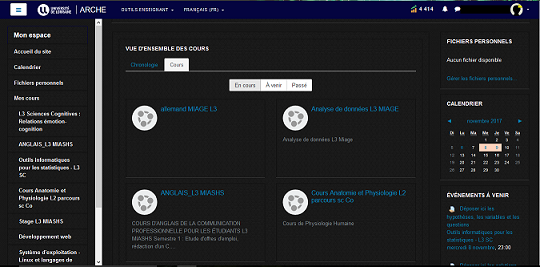 UNIVERSITÉ DE LORRAINE ARCHE OUTILS ENSEIGNANT FRANÇAIS (FR) 4 414
Mon espace
Accueil du site
Calendrier
Fichiers personnels
Mes cours
L3 Sciences Cognitives :
Relations émotion-
cognition
ANGLAIS_L3 MIASHS
Outils Informatiques
pour les statistiques - L3
SC
Cours Anatomie et
Physiologie L2 parcours
sc Co
Stage L3 MIASHS
Développement web
Système d'exploitation -
Linux et langages de
VUE D'ENSEMBLE DES COURS
Chronologie Cours
En cours À venir Passé
allemand MIAGE L3
Analyse de données L3 MIAGE
Analyse de données L3 Miage
ANGLAIS_L3 MIASHS
COURS D'ANGLAIS DE LA COMMUNICATION
PROFESSIONNELLE POUR LES ÉTUDIANTS L3
MIASHS Semestre 1 : Etude d'offres d'emploi,
rédaction d'un C...
Cours Anatomie et Physiologie L2
parcours sc Co
Cours de Physiologie Humaine
FICHIERS PERSONNELS
Aucun fichier disponible
Gérer les fichiers personnels...
CALENDRIER
◄ novembre 2017 ►
Di Lu Ma Me Je Ve Sa
1 2 3 4
5 6 7 8 9 10 11
12 13 14 15 16 17 18
19 20 21 22 23 24 25
26 27 28 29 30
ÉVÉNEMENTS À VENIR
Déposer ici les
hypothèses, les variables et les
questions
Outils informatiques pour les
statistiques - L3 SC
mercredi 8 novembre, 23:00